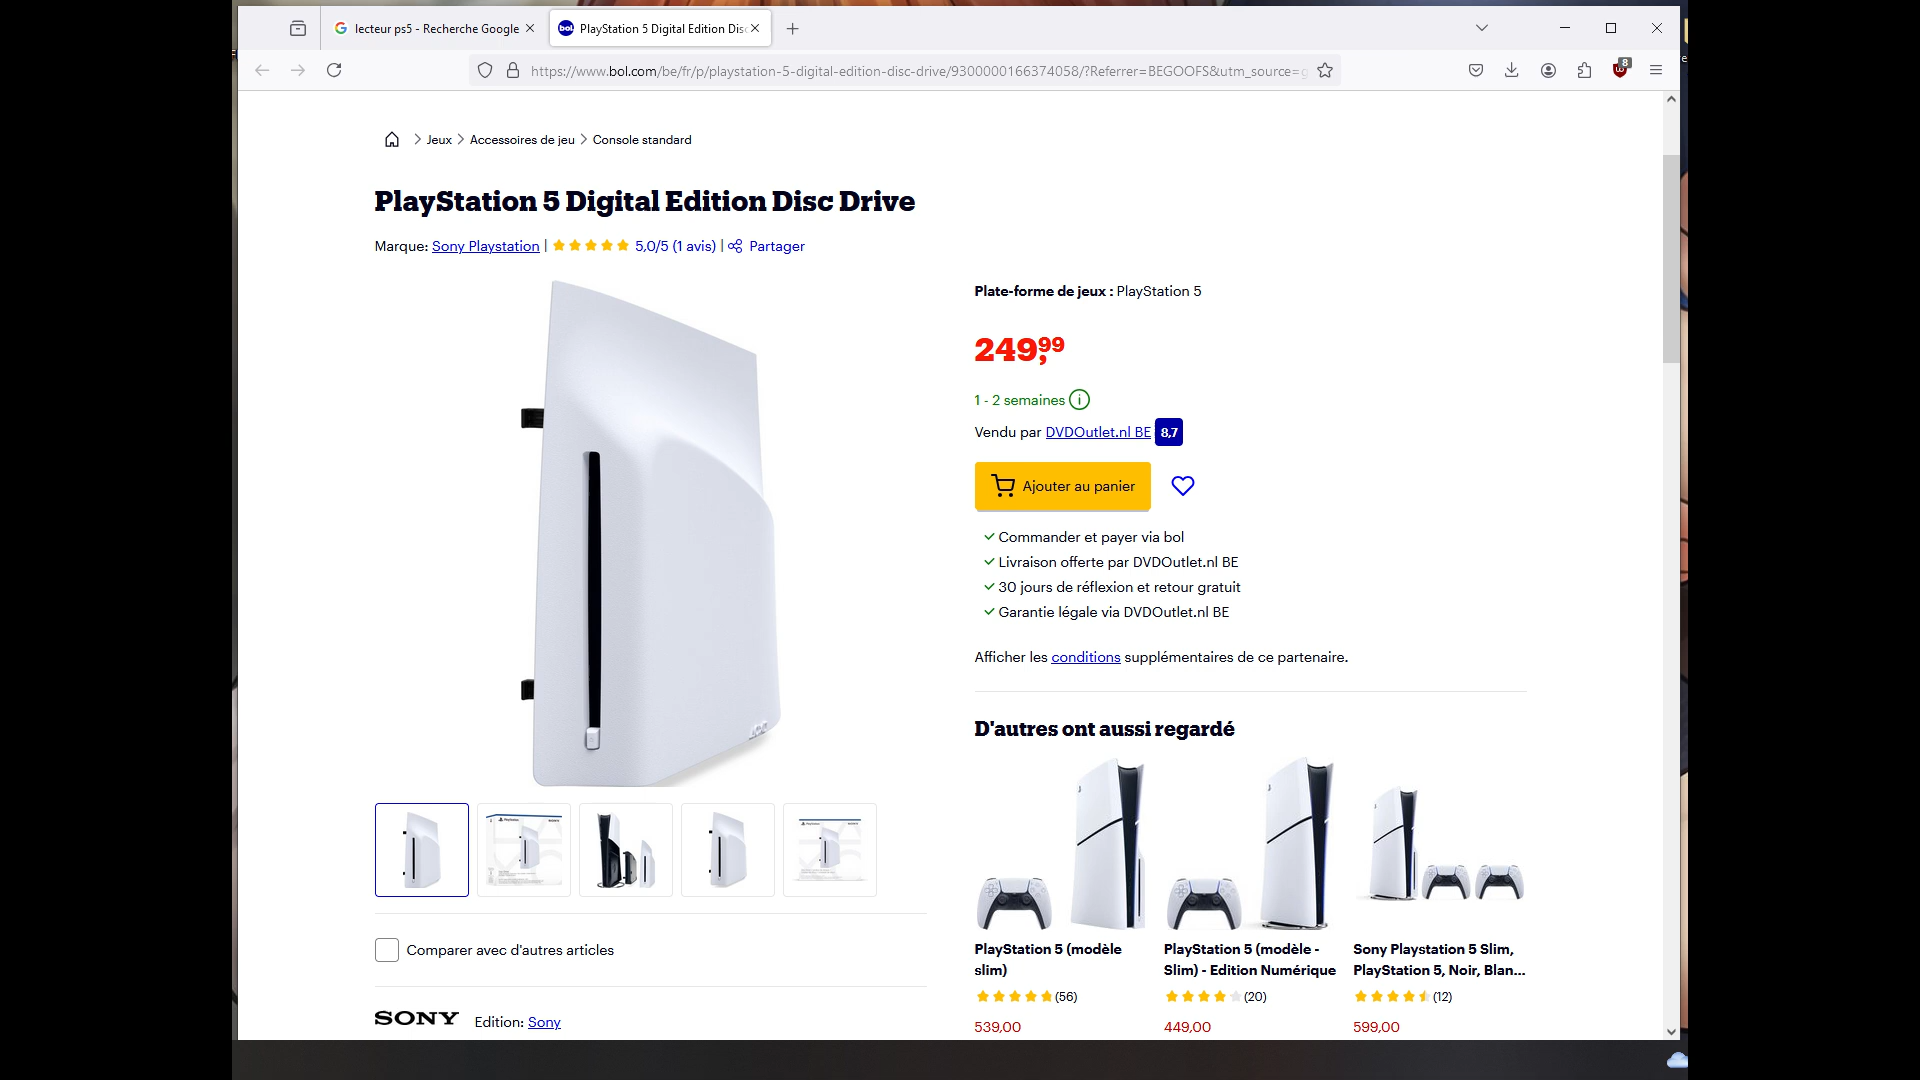 lecteur ps5 - Recherche Google
PlayStation 5 Digital Edition Disc
https://www.bol.com/be/fr/p/playstation-5-digital-edition-disc-drive/9300000166374058/?Referrer=BEGOOFS&utm_source=g
8
Jeux
Accessoires de jeu
Console standard
PlayStation 5 Digital Edition Disc Drive
Marque: Sony Playstation | 5,0/5 (1 avis) | Partager
Plate-forme de jeux : PlayStation 5
249,99
1 - 2 semaines
Vendu par DVDOutlet.nl BE 8,7
Ajouter au panier
Commander et payer via bol
Livraison offerte par DVDOutlet.nl BE
30 jours de réflexion et retour gratuit
Garantie légale via DVDOutlet.nl BE
Afficher les conditions supplémentaires de ce partenaire.
D'autres ont aussi regardé
PlayStation 5 (modèle
slim)
(56)
539,00
PlayStation 5 (modèle -
Slim) - Edition Numérique
(20)
449,00
Sony Playstation 5 Slim,
PlayStation 5, Noir, Blan...
(12)
599,00
Comparer avec d'autres articles
SONY
Edition: Sony